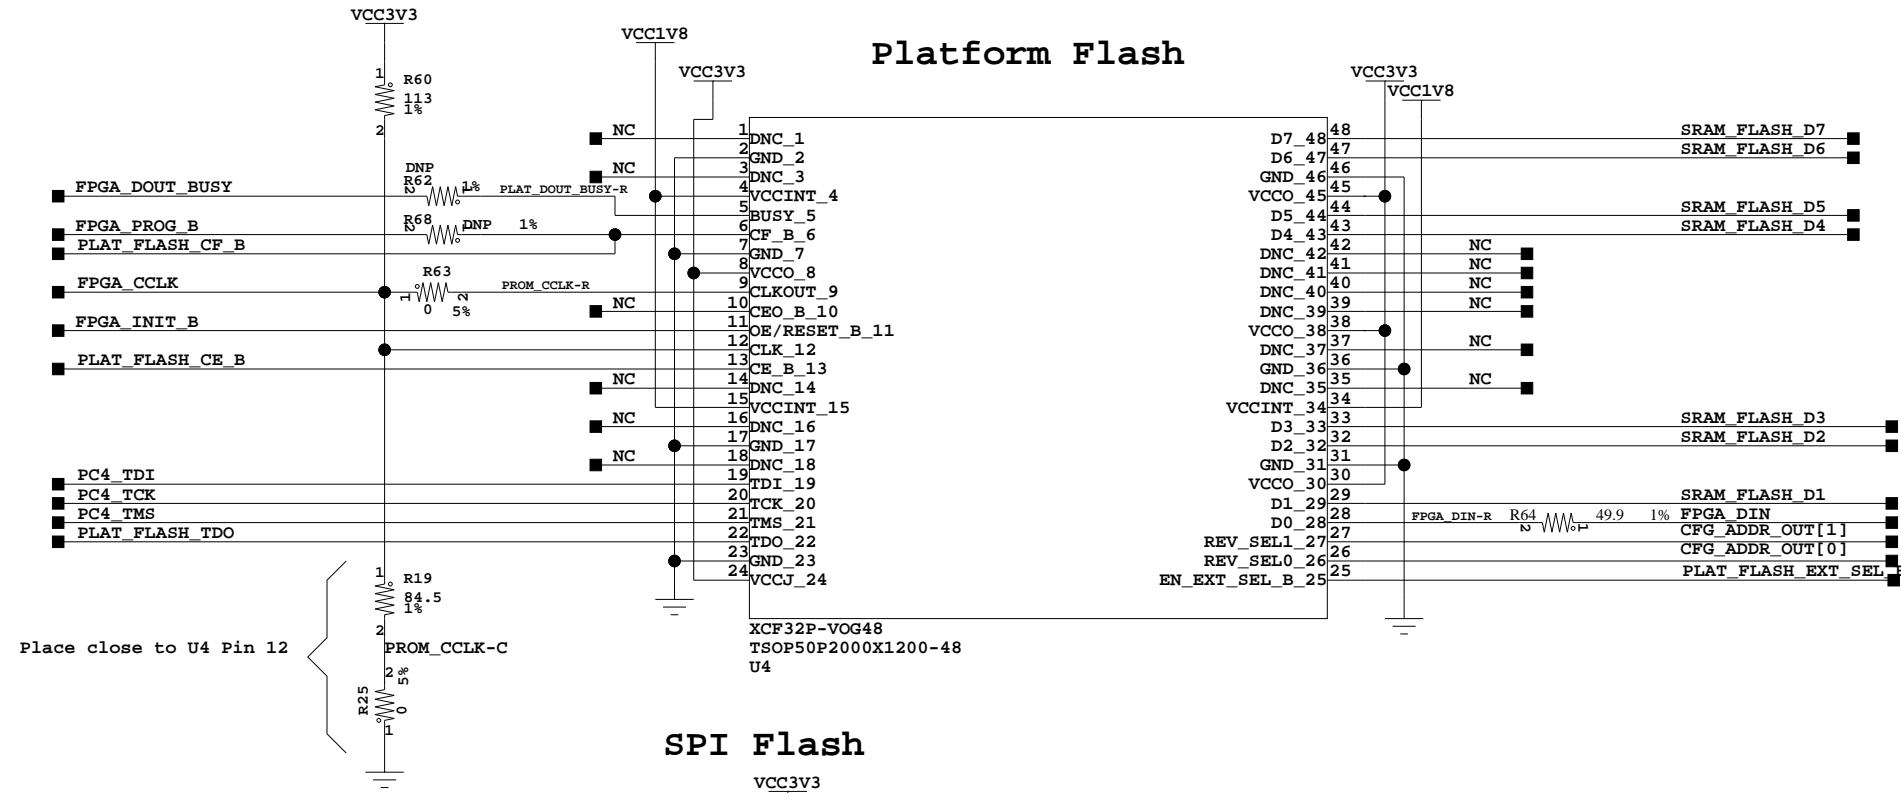 Platform Flash
VCC3V3
VCC1V8
VCC3V3
VCC3V3
VCC1V8
1
R60
113
1%
2
FPGA_DOUT_BUSY
DNP
R62
2
1
1%
PLAT_DOUT_BUSY-R
FPGA_PROG_B
R68
2
1
DNP
1%
PLAT_FLASH_CF_B
FPGA_CCLK
R63
1
2
0
5%
PROM_CCLK-R
FPGA_INIT_B
PLAT_FLASH_CE_B
PC4_TDI
PC4_TCK
PC4_TMS
PLAT_FLASH_TDO
1
R19
84.5
1%
2
PROM_CCLK-C
Place close to U4 Pin 12
2
5%
R25
0
1
NC 1 DNC_1
2 GND_2
NC 3 DNC_3
4 VCCINT_4
5 BUSY_5
6 CF_B_6
7 GND_7
8 VCCO_8
9 CLKOUT_9
NC 10 CEO_B_10
11 OE/RESET_B_11
12 CLK_12
13 CE_B_13
NC 14 DNC_14
15 VCCINT_15
NC 16 DNC_16
17 GND_17
NC 18 DNC_18
19 TDI_19
20 TCK_20
21 TMS_21
22 TDO_22
23 GND_23
24 VCCJ_24
D7_48 48 SRAM_FLASH_D7
D6_47 47 SRAM_FLASH_D6
GND_46 46
VCCO_45 45
D5_44 44 SRAM_FLASH_D5
D4_43 43 SRAM_FLASH_D4
DNC_42 42 NC
DNC_41 41 NC
DNC_40 40 NC
DNC_39 39 NC
VCCO_38 38
DNC_37 37 NC
GND_36 36
DNC_35 35 NC
VCCINT_34 34
D3_33 33 SRAM_FLASH_D3
D2_32 32 SRAM_FLASH_D2
GND_31 31
VCCO_30 30
D1_29 29 SRAM_FLASH_D1
D0_28 28 FPGA_DIN-R R64 2 1 49.9 1% FPGA_DIN
REV_SEL1_27 27 CFG_ADDR_OUT[1]
REV_SEL0_26 26 CFG_ADDR_OUT[0]
EN_EXT_SEL_B_25 25 PLAT_FLASH_EXT_SEL_
XCF32P-VOG48
TSOP50P2000X1200-48
U4
SPI Flash
VCC3V3